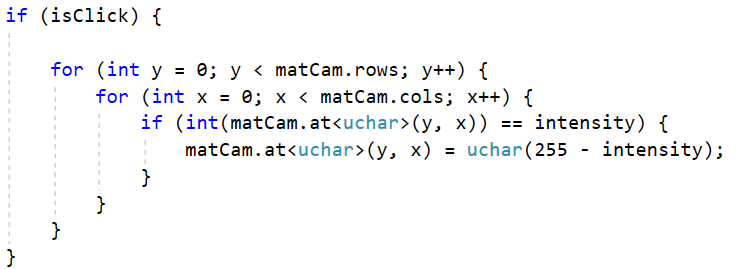 if (isClick) {
for (int y = 0; y < matCam.rows; y++) {
for (int x = 0; x < matCam.cols; x++) {
if (int(matCam.at<uchar>(y, x)) == intensity) {
matCam.at<uchar>(y, x) = uchar(255 - intensity);
}
}
}
}